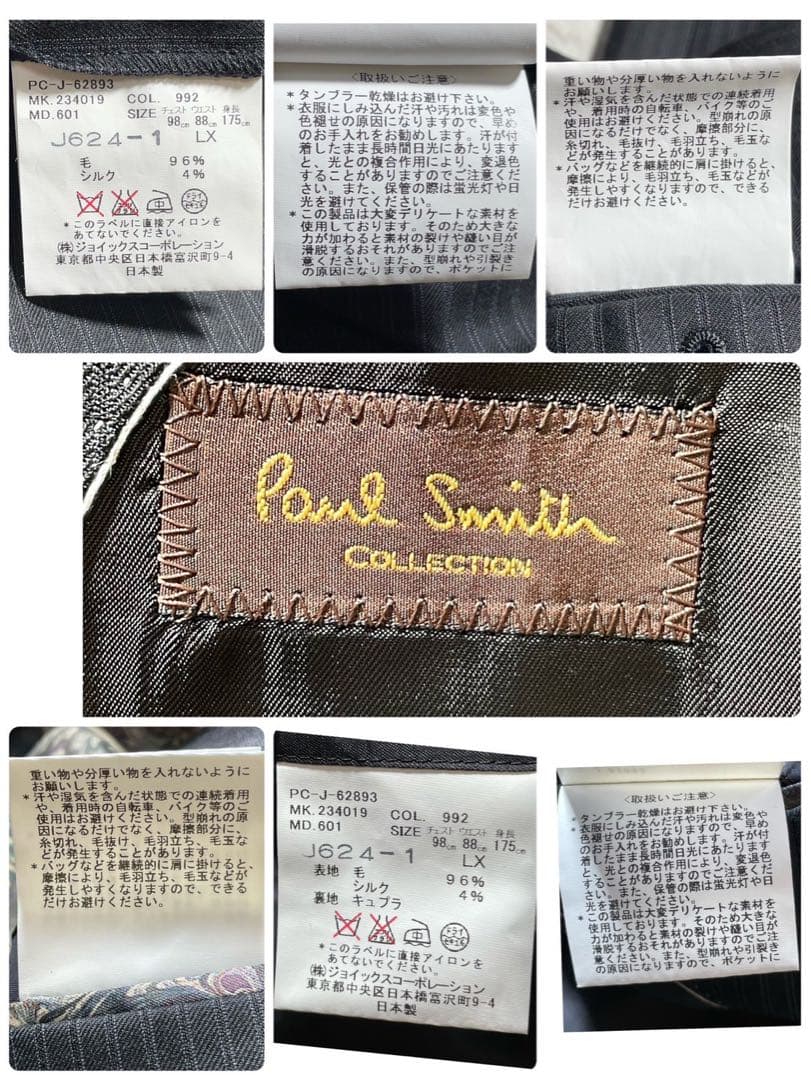 PC-J-62893
MK.234019 COL. 992
MD.601 SIZE チェスト ウエスト 身長
98㎝ 88㎝ 175㎝
J624-1 LX
毛 96%
シルク 4%
ドライ
セキユ系
*このラベルに直接アイロンを
あてないでください。
㈱ジョイックスコーポレーション
東京都中央区日本橋富沢町9-4
日本製
〈取扱いご注意〉
*タンブラー乾燥はお避け下さい。
*衣服にしみ込んだ汗や汚れは変色や
色褪せの原因になりますので、早め
のお手入れをお勧めします。汗が付
着したまま長時間日光にあたります
と、光との複合作用により、変退色
することがありますのでご注意くだ
さい。また、保管の際は蛍光灯や日
光を避けてください。
*この製品は大変デリケートな素材を
使用しております。そのため大きな
力が加わると素材の裂けや縫い目が
滑脱するおそれがありますのでご注
意ください。また、型崩れや引裂き
の原因になりますので、ポケットに
重い物や分厚い物を入れないように
お願いします。
*汗や湿気を含んだ状態での連続着用
や、着用時の自転車、バイク等のご
使用はお避けください。型崩れの原
因になるだけでなく、摩擦部分に、
糸切れ、毛抜け、毛羽立ち、毛玉な
どが発生することがあります。
*バッグなどを継続的に肩に掛けると、
摩擦により、毛羽立ち、毛玉などが
発生しやすくなりますので、できる
だけお避けください。
Paul Smith
COLLECTION
重い物や分厚い物を入れないように
お願いします。
*汗や湿気を含んだ状態での連続着用
や、着用時の自転車、バイク等のご
使用はお避けください。型崩れの原
因になるだけでなく、摩擦部分に、
糸切れ、毛抜け、毛羽立ち、毛玉な
どが発生することがあります。
*バッグなどを継続的に肩に掛けると、
摩擦により、毛羽立ち、毛玉などが
発生しやすくなりますので、できる
だけお避けください。
PC-J-62893
MK.234019 COL. 992
MD.601 SIZE チェスト ウエスト 身長
98㎝ 88㎝ 175㎝
J624-1 LX
表地 毛 96%
シルク 4%
裏地 キュプラ
*このラベルに直接アイロンを
あてないでください。
㈱ジョイックスコーポレーション
東京都中央区日本橋富沢町9-4
日本製
〈取扱いご注意〉
*タンブラー乾燥はお避け下さい。
*衣服にしみ込んだ汗や汚れは変色や
色褪せの原因になりますので、早め
のお手入れをお勧めします。汗が付
着したまま長時間日光にあたります
と、光との複合作用により、変退色
することがありますのでご注意くだ
さい。また、保管の際は蛍光灯や日
光を避けてください。
*この製品は大変デリケートな素材を
使用しております。そのため大きな
力が加わると素材の裂けや縫い目が
滑脱するおそれがありますのでご注
意ください。また、型崩れや引裂き
の原因になりますので、ポケットに